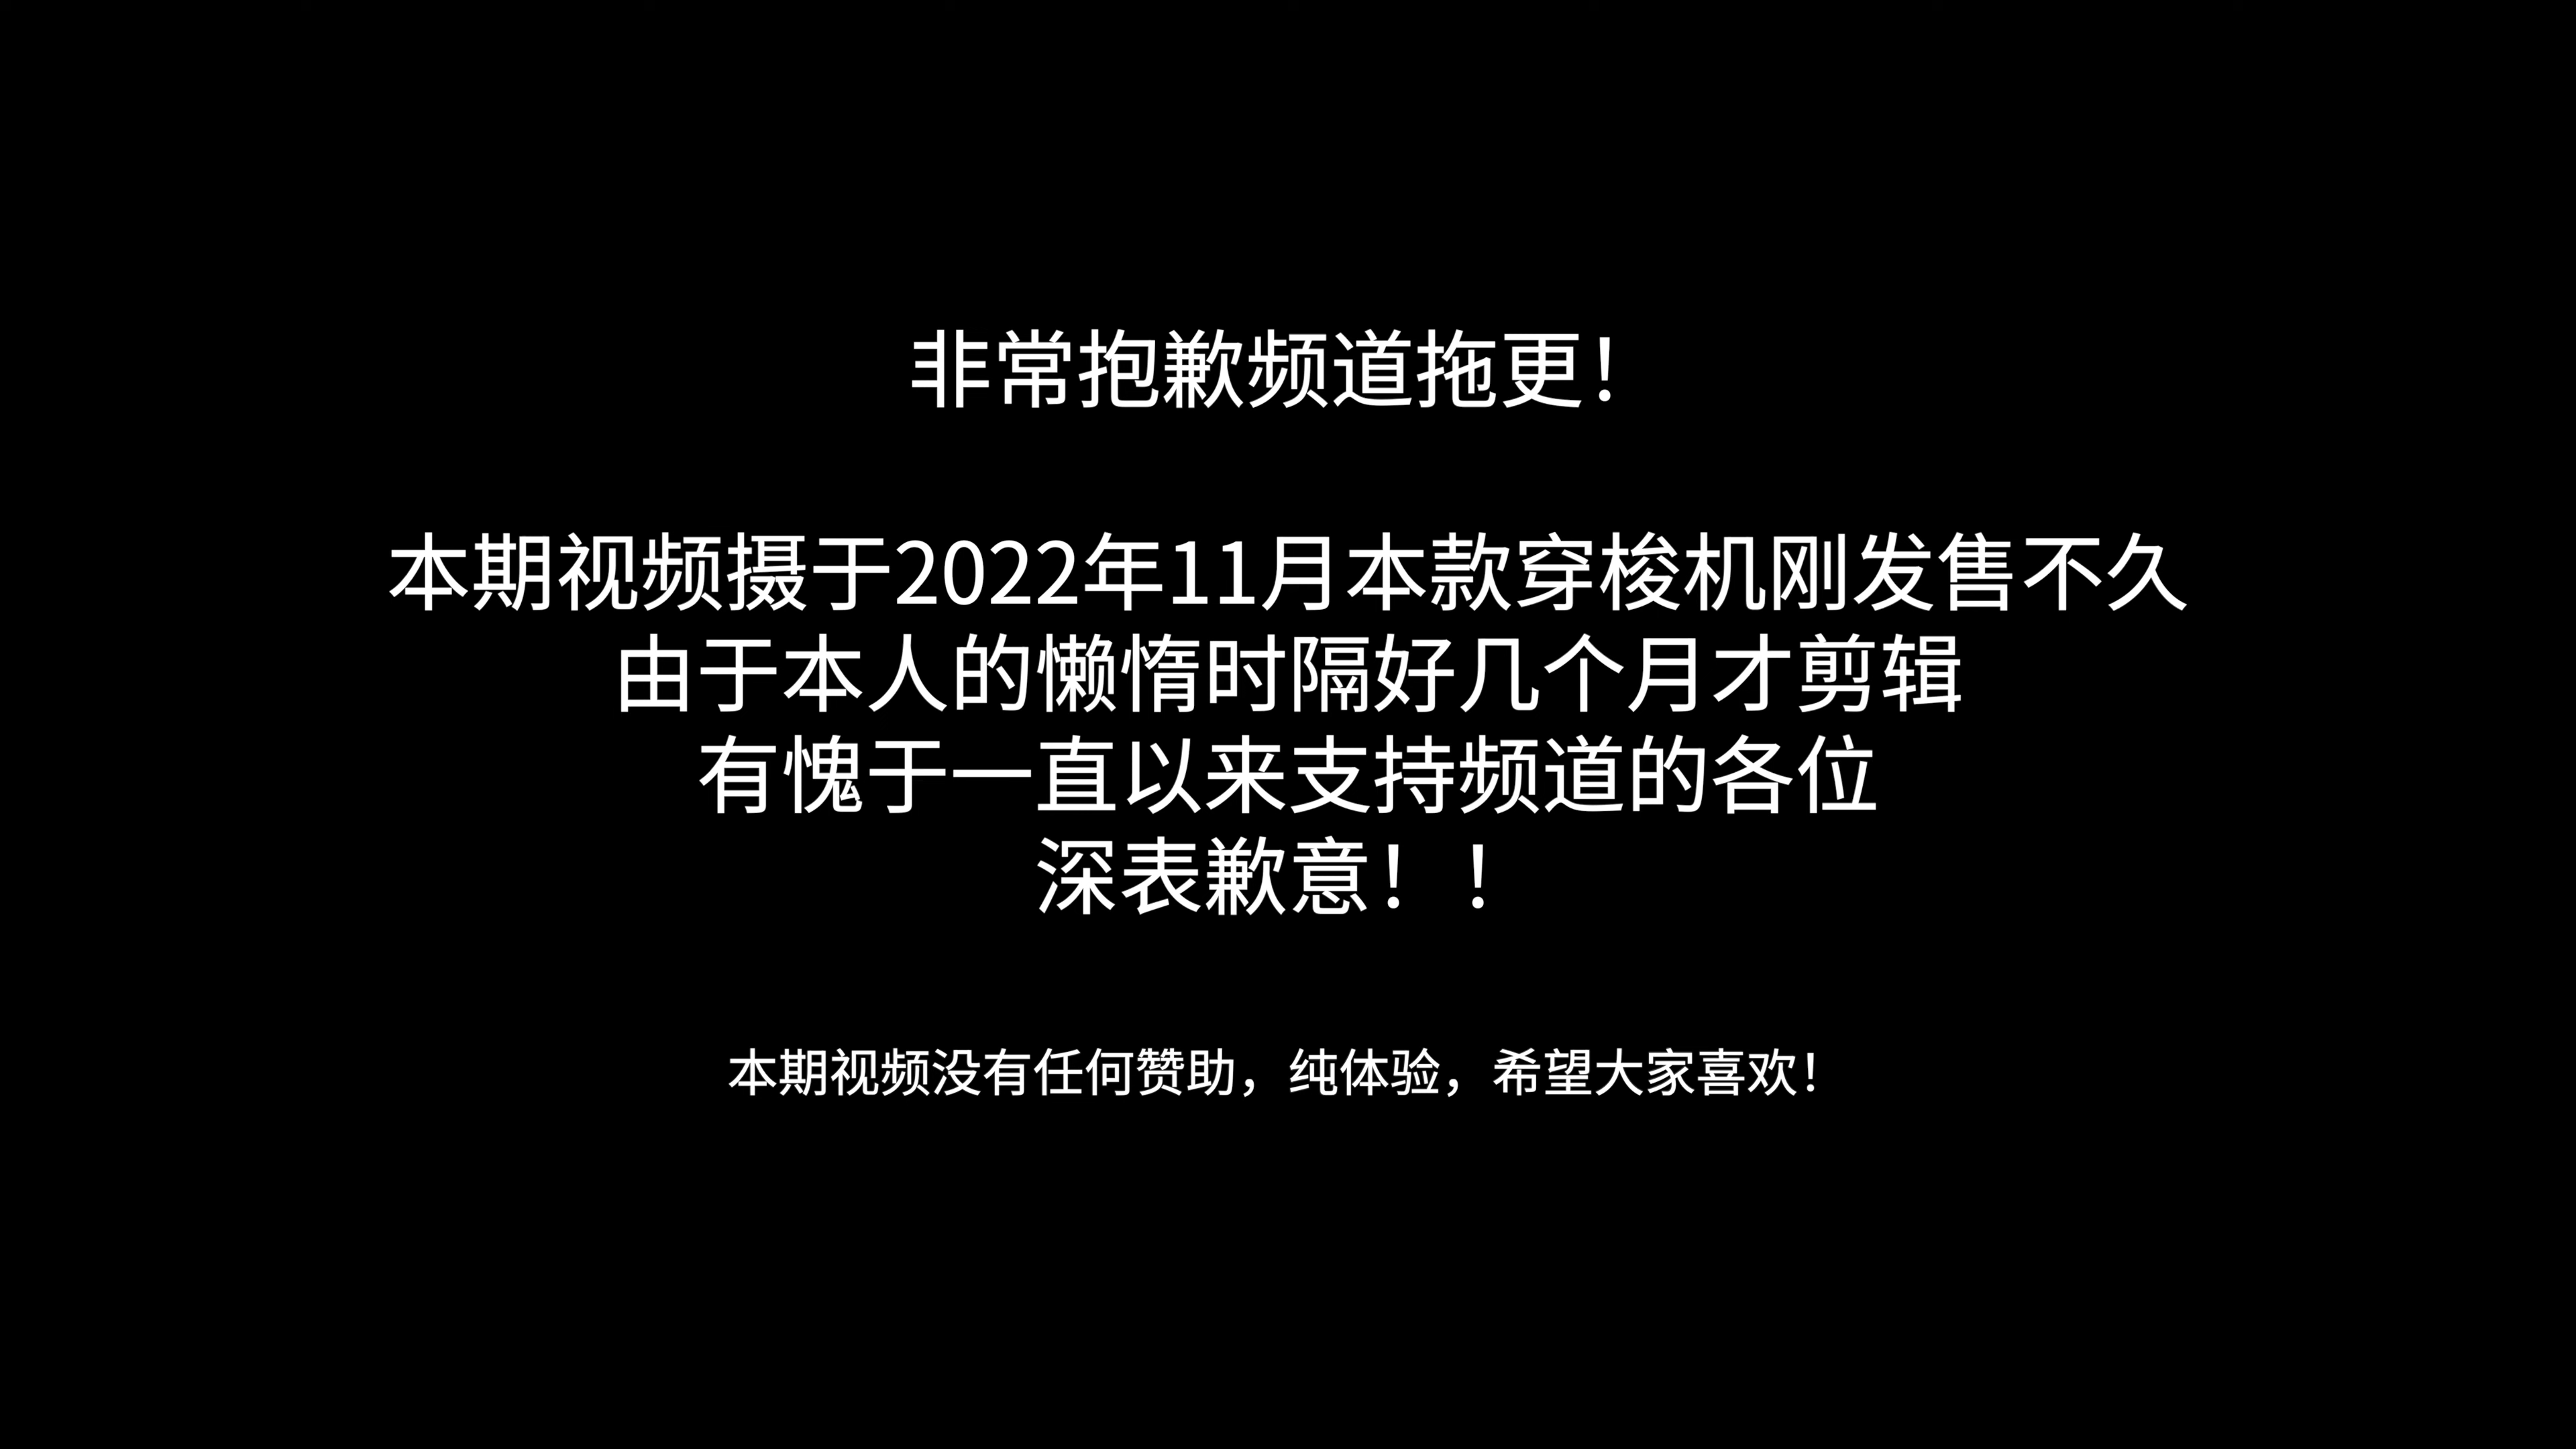 非常抱歉频道拖更！
本期视频摄于2022年11月本款穿梭机刚发售不久
由于本人的懒惰时隔好几个月才剪辑
有愧于一直以来支持频道的各位
深表歉意！！
本期视频没有任何赞助，纯体验，希望大家喜欢！